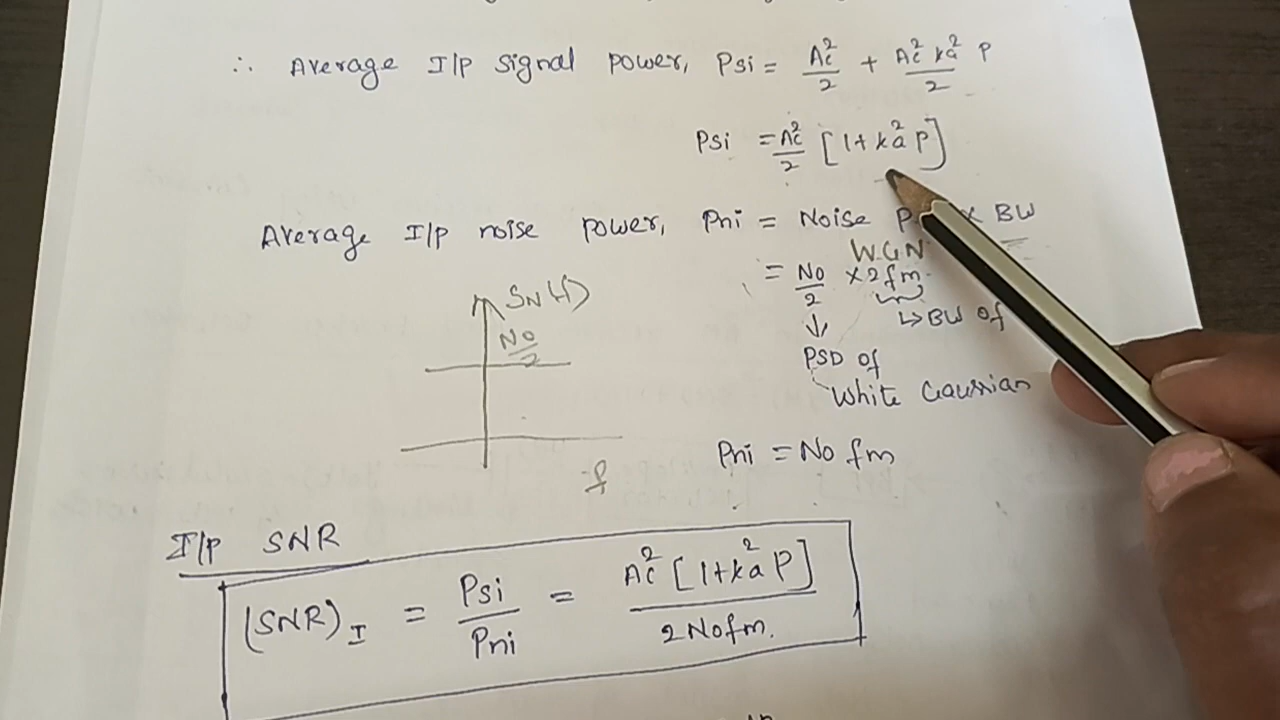 ∴ Average I/p signal power, Psi = Ac²/2 + Ac² ka²/2 P
Psi = Ac²/2 [1+ka² P]
Average I/p noise power, Pni = Noise × BW
W.G.N
= No/2 × 2fm
↳ BW of
↓
PSD of
White Gaussian
SN(f)
No/2
f
Pni = No fm
I/p SNR
(SNR)I = Psi/Pni = Ac² [1+ka² P]/2Nofm.